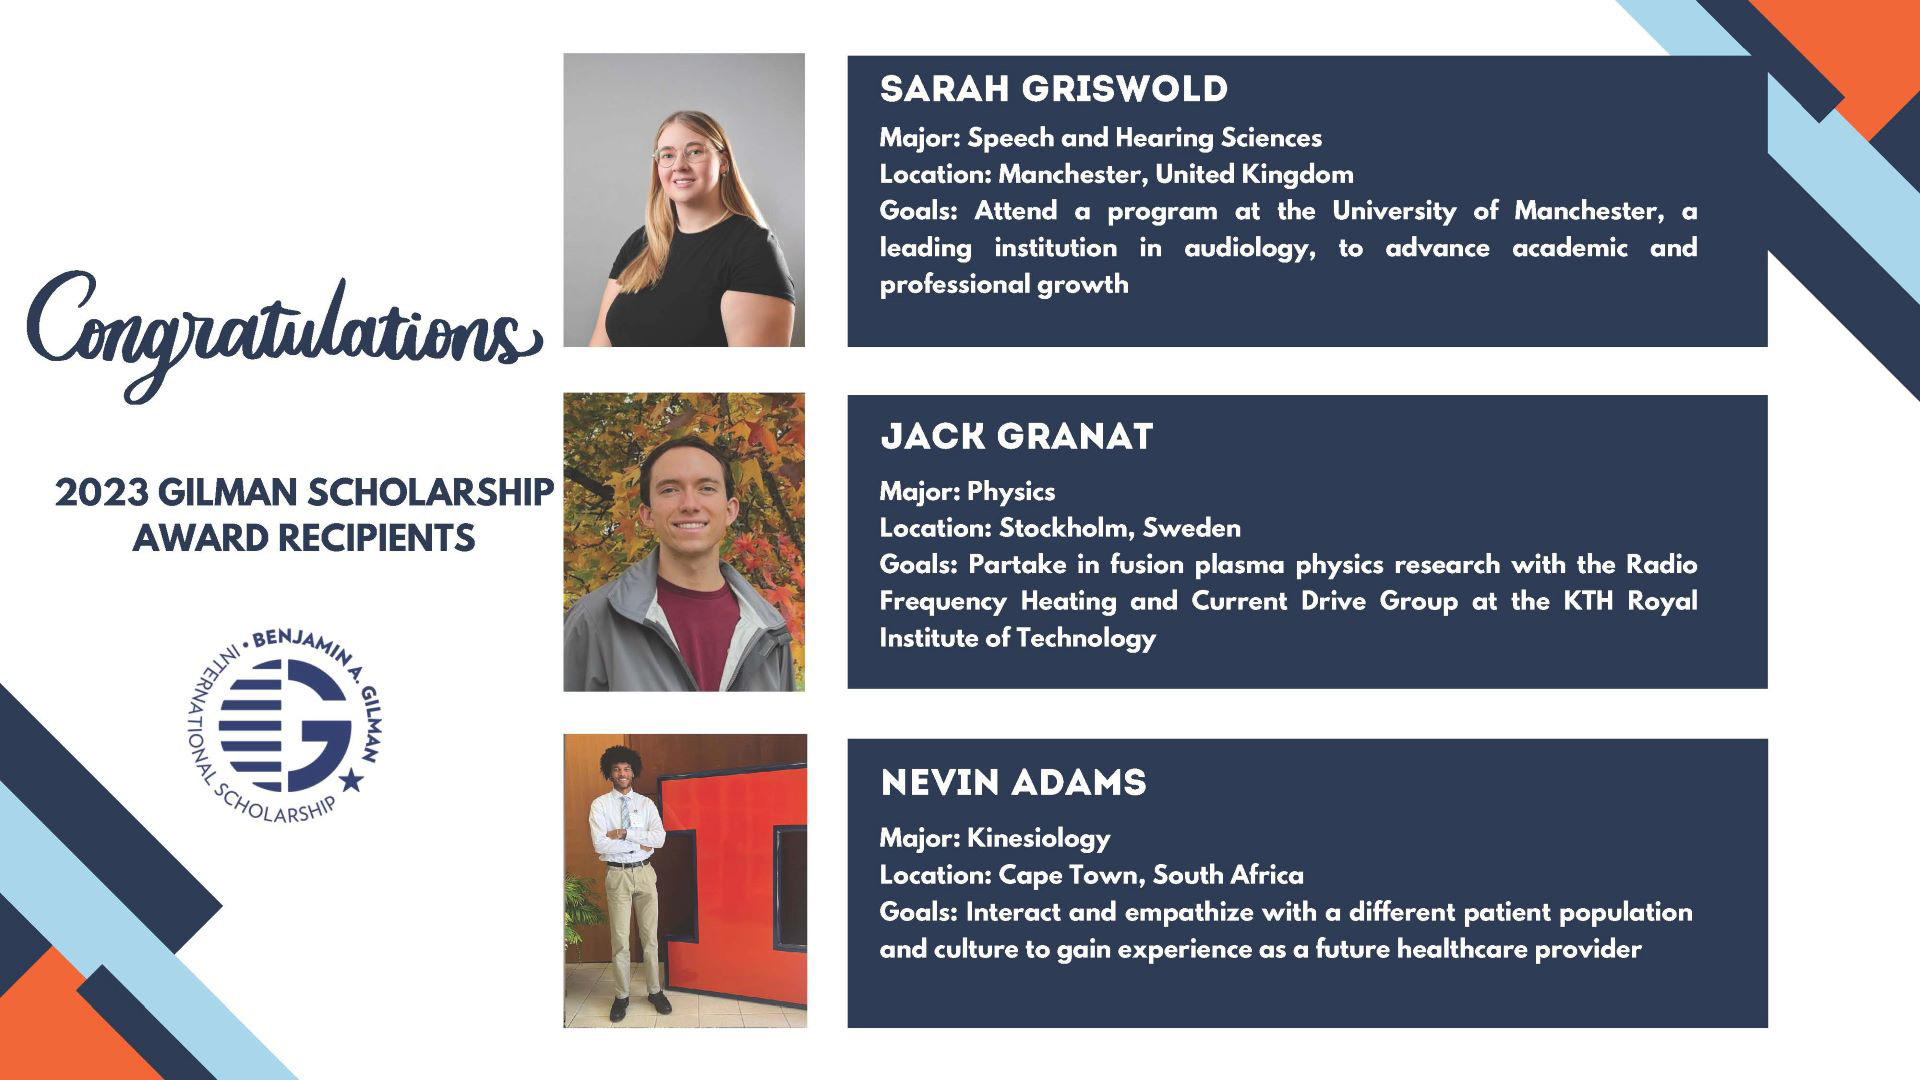 Congratulations
2023 GILMAN SCHOLARSHIP
AWARD RECIPIENTS
INTERNATIONAL SCHOLARSHIP • BENJAMIN A. GILMAN
G
SARAH GRISWOLD
Major: Speech and Hearing Sciences
Location: Manchester, United Kingdom
Goals: Attend a program at the University of Manchester, a
leading institution in audiology, to advance academic and
professional growth
JACK GRANAT
Major: Physics
Location: Stockholm, Sweden
Goals: Partake in fusion plasma physics research with the Radio
Frequency Heating and Current Drive Group at the KTH Royal
Institute of Technology
NEVIN ADAMS
Major: Kinesiology
Location: Cape Town, South Africa
Goals: Interact and empathize with a different patient population
and culture to gain experience as a future healthcare provider